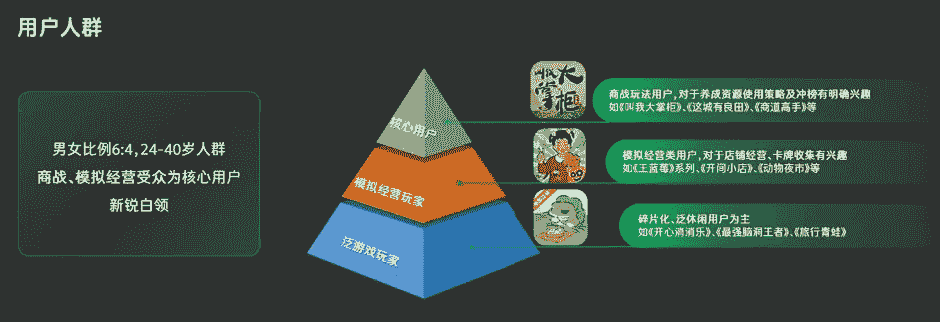 用户人群
男女比例6:4,24-40岁人群
商战、模拟经营受众为核心用户
新锐白领
核心用户
模拟经营玩家
泛游戏玩家
叫我大掌柜
商战玩法用户,对于养成资源使用策略及冲榜有明确兴趣
如《叫我大掌柜》、《这城有良田》、《商道高手》等
模拟经营类用户,对于店铺经营、卡牌收集有兴趣
如《王蓝莓》系列、《开间小店》、《动物夜市》等
碎片化、泛休闲用户为主
如《开心消消乐》、《最强脑洞王者》、《旅行青蛙》